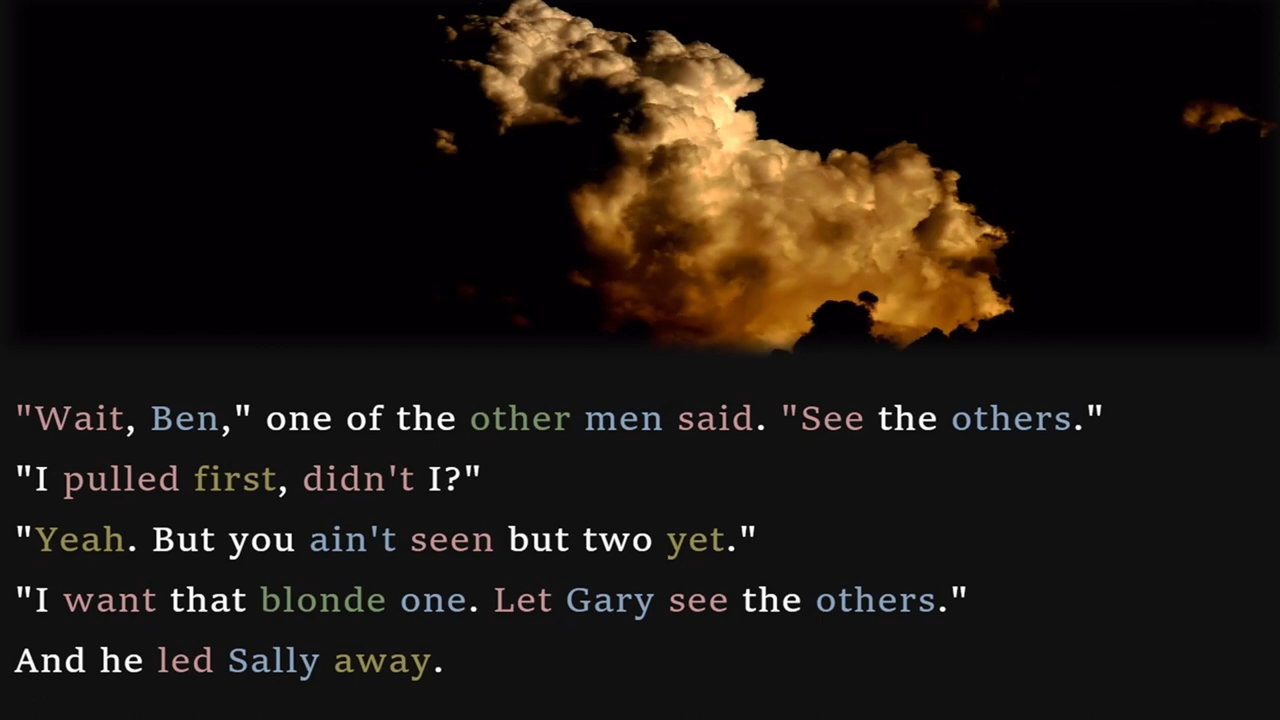 "Wait, Ben," one of the other men said. "See the others."
"I pulled first, didn't I?"
"Yeah. But you ain't seen but two yet."
"I want that blonde one. Let Gary see the others."
And he led Sally away.